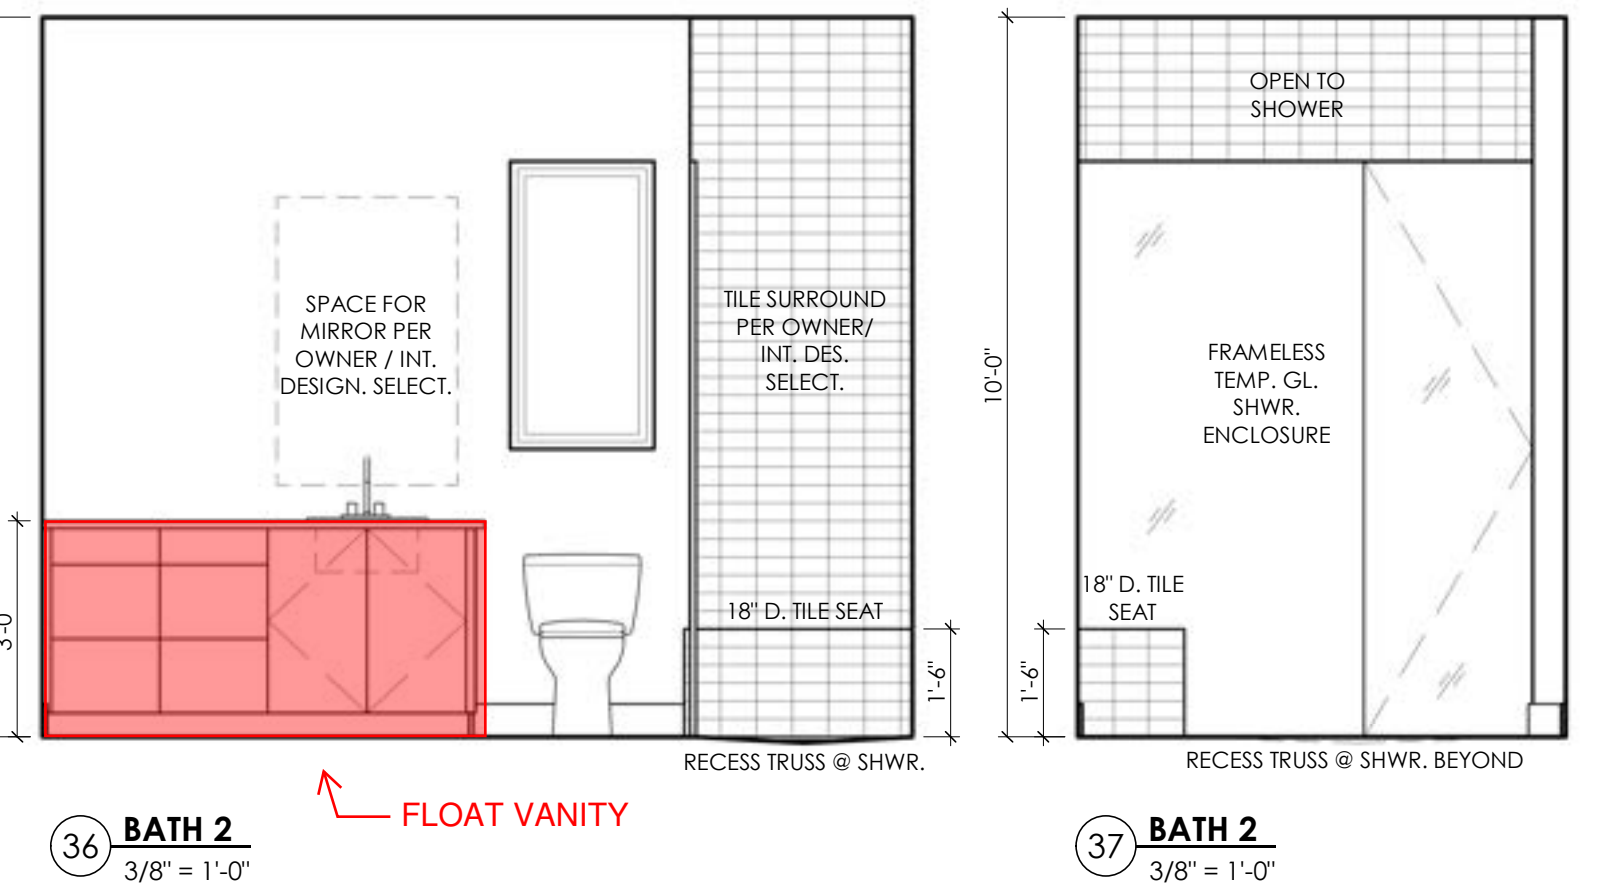 SPACE FOR
MIRROR PER
OWNER / INT.
DESIGN. SELECT.
TILE SURROUND
PER OWNER/
INT. DES.
SELECT.
18" D. TILE SEAT
3'-0"
1'-6"
RECESS TRUSS @ SHWR.
FLOAT VANITY
36
BATH 2
3/8" = 1'-0"
10'-0"
OPEN TO
SHOWER
FRAMELESS
TEMP. GL.
SHWR.
ENCLOSURE
18" D. TILE
SEAT
1'-6"
RECESS TRUSS @ SHWR. BEYOND
37
BATH 2
3/8" = 1'-0"